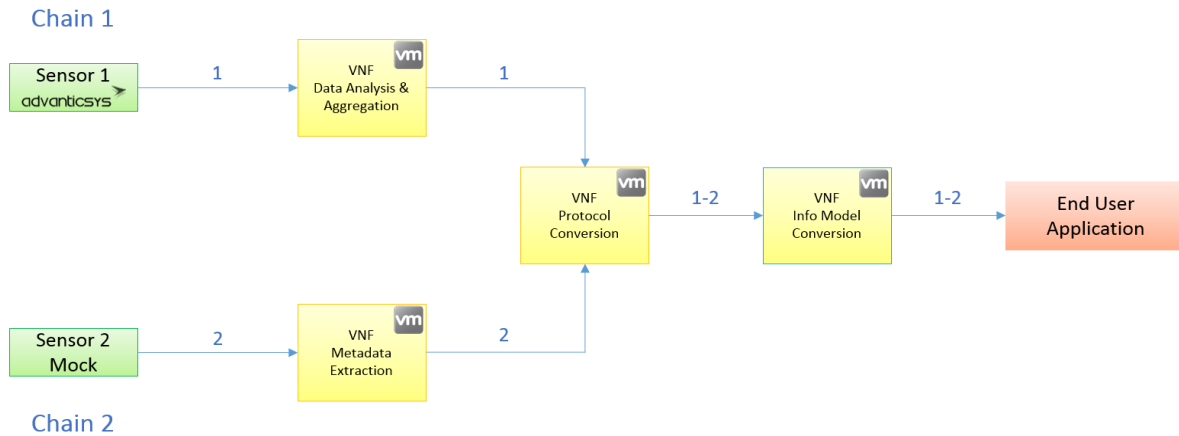 Chain 1
Sensor 1
advanticsys
1
vm
VNF
Data Analysis &
Aggregation
1
vm
VNF
Protocol
Conversion
1-2
vm
VNF
Info Model
Conversion
1-2
End User
Application
Sensor 2
Mock
2
vm
VNF
Metadata
Extraction
2
Chain 2